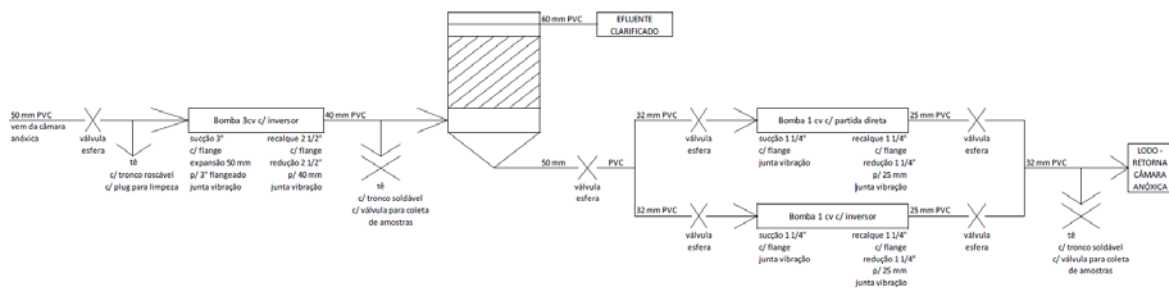 60 mm PVC
EFLUENTE
CLARIFICADO
50 mm PVC
vem da câmara
anóxica
válvula
esfera
tê
c/ tronco roscável
c/ plug para limpeza
Bomba 3cv c/ inversor
sucção 3"
c/ flange
expansão 50 mm
p/ 3" flangeado
junta vibração
recalque 2 1/2"
c/ flange
redução 2 1/2"
p/ 40 mm
junta vibração
40 mm PVC
tê
c/ tronco soldável
c/ válvula para coleta
de amostras
50 mm
PVC
válvula
esfera
32 mm PVC
válvula
esfera
Bomba 1 cv c/ partida direta
sucção 1 1/4"
c/ flange
junta vibração
recalque 1 1/4"
c/ flange
redução 1 1/4"
p/ 25 mm
junta vibração
25 mm PVC
válvula
esfera
32 mm PVC
válvula
esfera
Bomba 1 cv c/ inversor
sucção 1 1/4"
c/ flange
junta vibração
recalque 1 1/4"
c/ flange
redução 1 1/4"
p/ 25 mm
junta vibração
25 mm PVC
válvula
esfera
32 mm PVC
tê
c/ tronco soldável
c/ válvula para coleta
de amostras
LODO -
RETORNA
CÂMARA
ANÓXICA